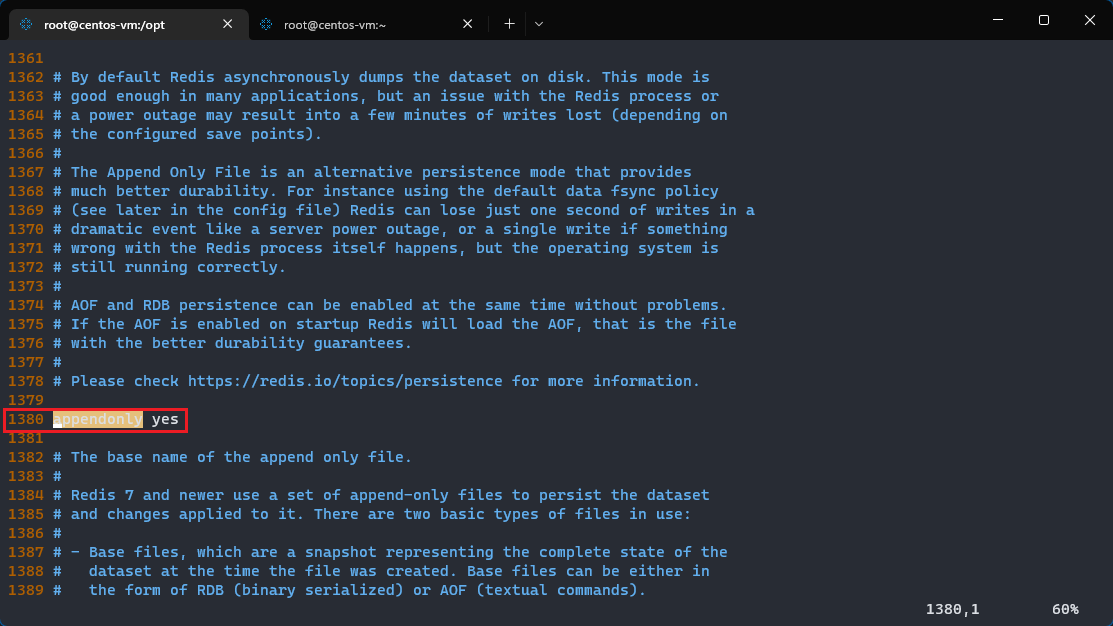 root@centos-vm:/opt
root@centos-vm:~
1361
1362 # By default Redis asynchronously dumps the dataset on disk. This mode is
1363 # good enough in many applications, but an issue with the Redis process or
1364 # a power outage may result into a few minutes of writes lost (depending on
1365 # the configured save points).
1366 #
1367 # The Append Only File is an alternative persistence mode that provides
1368 # much better durability. For instance using the default data fsync policy
1369 # (see later in the config file) Redis can lose just one second of writes in a
1370 # dramatic event like a server power outage, or a single write if something
1371 # wrong with the Redis process itself happens, but the operating system is
1372 # still running correctly.
1373 #
1374 # AOF and RDB persistence can be enabled at the same time without problems.
1375 # If the AOF is enabled on startup Redis will load the AOF, that is the file
1376 # with the better durability guarantees.
1377 #
1378 # Please check https://redis.io/topics/persistence for more information.
1379
1380 appendonly yes
1381
1382 # The base name of the append only file.
1383 #
1384 # Redis 7 and newer use a set of append-only files to persist the dataset
1385 # and changes applied to it. There are two basic types of files in use:
1386 #
1387 # - Base files, which are a snapshot representing the complete state of the
1388 #   dataset at the time the file was created. Base files can be either in
1389 #   the form of RDB (binary serialized) or AOF (textual commands).
1380,1 60%